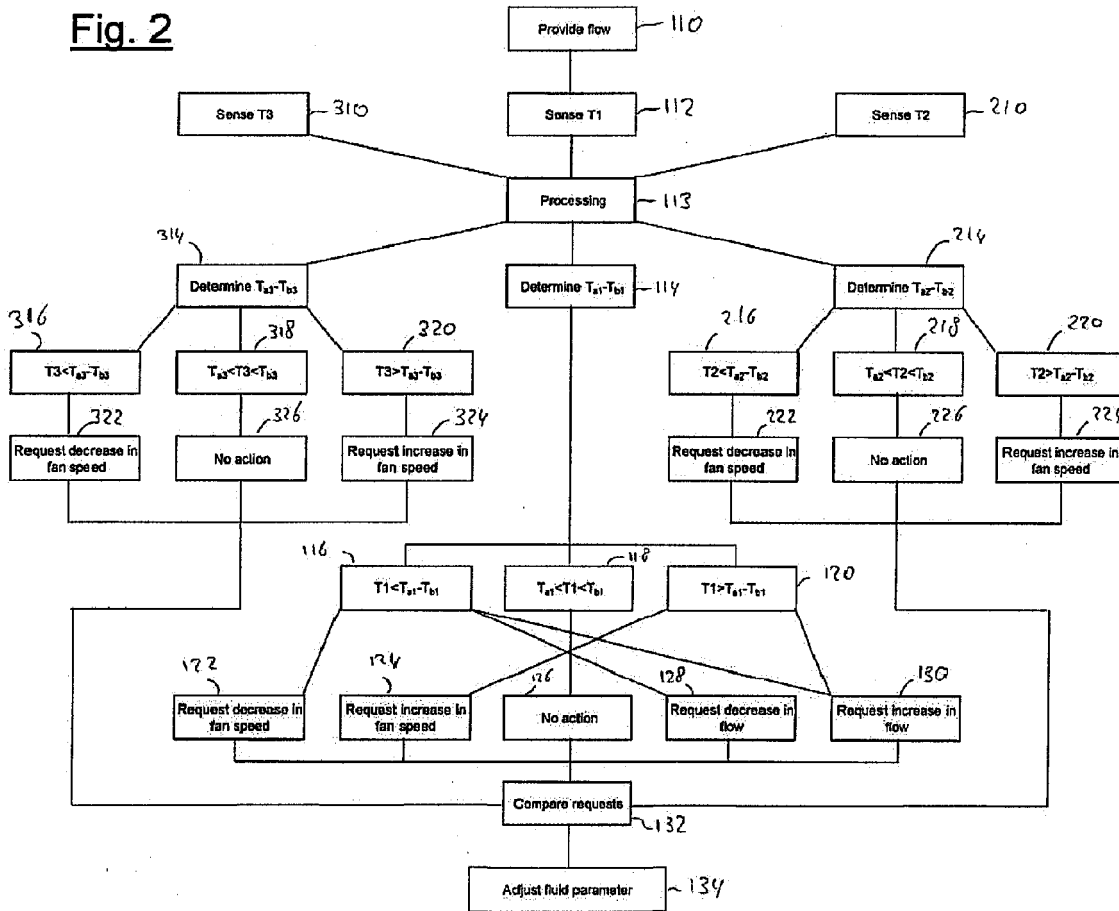 Fig. 2
Provide flow
110
Sense T3
310
Sense T1
112
Sense T2
210
Processing
113
314
Determine Ta3-Tb3
Determine Ta1-Tb1
114
214
Determine Ta2-Tb2
316
318
320
216
218
220
T3<Ta3-Tb3
Ta3<T3<Tb3
T3>Ta3-Tb3
T2<Ta2-Tb2
Ta2<T2<Tb2
T2>Ta2-Tb2
322
326
324
222
226
224
Request decrease in
fan speed
No action
Request increase in
fan speed
Request decrease in
fan speed
No action
Request increase in
fan speed
116
118
120
T1<Ta1-Tb1
Ta1<T1<Tb1
T1>Ta1-Tb1
122
124
126
128
130
Request decrease in
fan speed
Request increase in
fan speed
No action
Request decrease in
flow
Request increase in
flow
Compare requests
132
Adjust fluid parameter
134